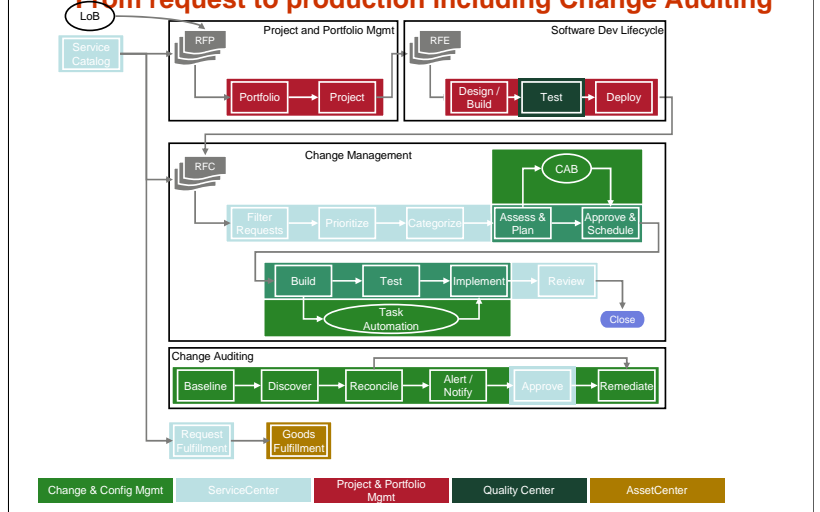 From request to production including Change Auditing
LoB
Service
Catalog
Project and Portfolio Mgmt
RFP
Portfolio
Project
Software Dev Lifecycle
RFE
Design /
Build
Test
Deploy
Change Management
RFC
CAB
Filter
Requests
Prioritize
Categorize
Assess &
Plan
Approve &
Schedule
Build
Test
Implement
Review
Task
Automation
Close
Change Auditing
Baseline
Discover
Reconcile
Alert /
Notify
Approve
Remediate
Request
Fulfillment
Goods
Fulfillment
Change & Config Mgmt
ServiceCenter
Project & Portfolio
Mgmt
Quality Center
AssetCenter